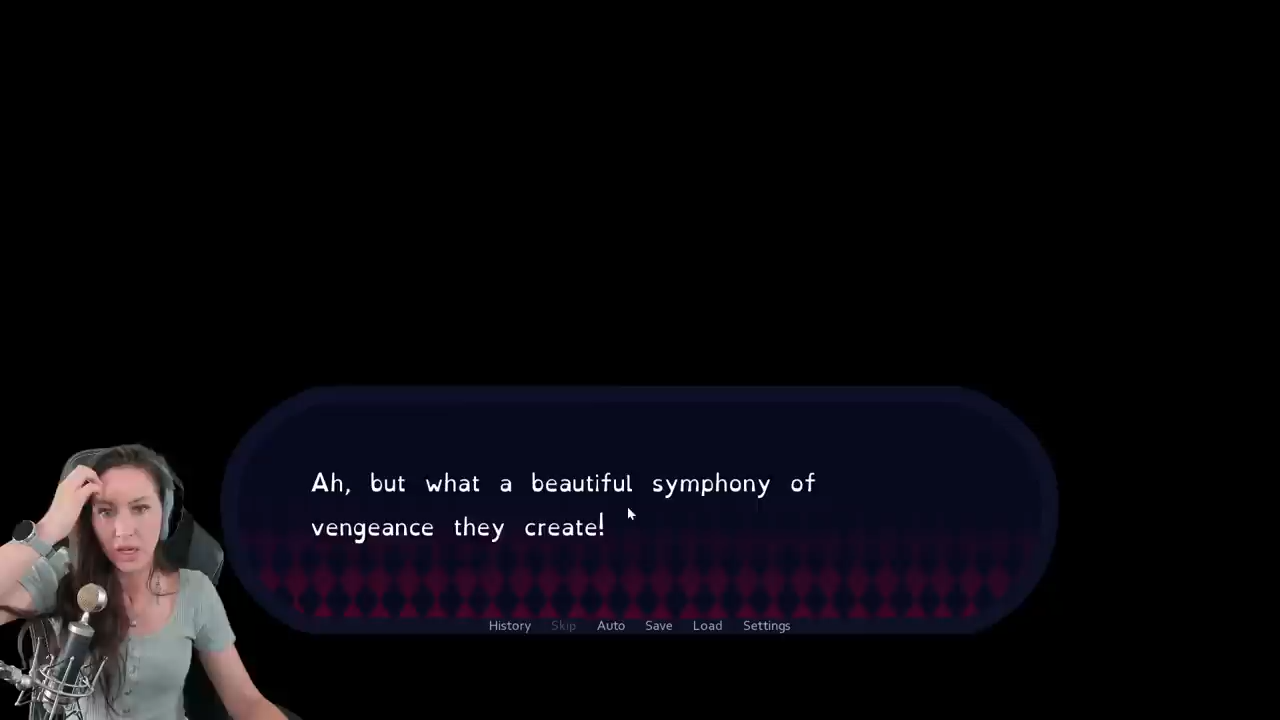 Ah, but what a beautiful symphony of
vengeance they create!
History Skip Auto Save Load Settings